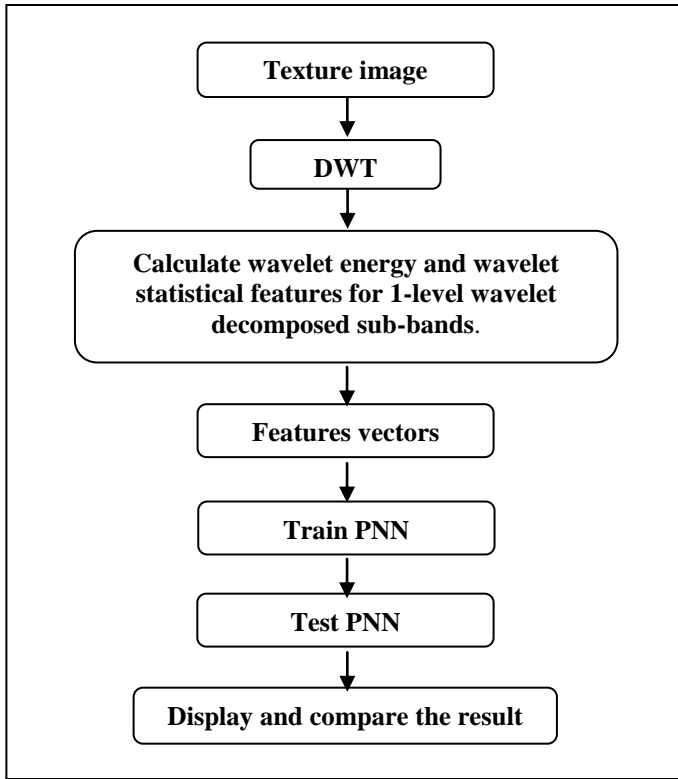 Texture image
DWT
Calculate wavelet energy and wavelet
statistical features for 1-level wavelet
decomposed sub-bands.
Features vectors
Train PNN
Test PNN
Display and compare the result